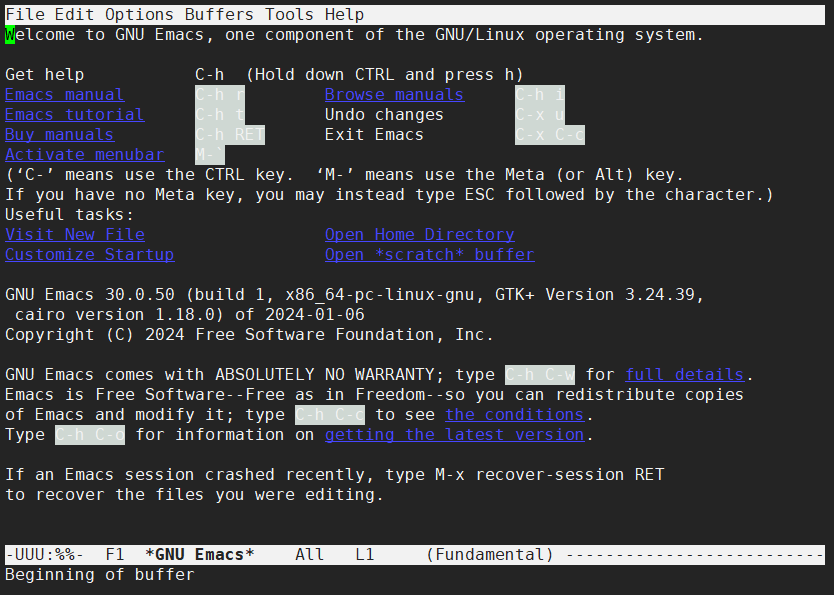 File Edit Options Buffers Tools Help
Welcome to GNU Emacs, one component of the GNU/Linux operating system.
Get help C-h (Hold down CTRL and press h)
Emacs manual C-h r Browse manuals C-h i
Emacs tutorial C-h t Undo changes C-x u
Buy manuals C-h RET Exit Emacs C-x C-c
Activate menubar M-`
(‘C-’ means use the CTRL key. ‘M-’ means use the Meta (or Alt) key.
If you have no Meta key, you may instead type ESC followed by the character.)
Useful tasks:
Visit New File Open Home Directory
Customize Startup Open *scratch* buffer
GNU Emacs 30.0.50 (build 1, x86_64-pc-linux-gnu, GTK+ Version 3.24.39,
cairo version 1.18.0) of 2024-01-06
Copyright (C) 2024 Free Software Foundation, Inc.
GNU Emacs comes with ABSOLUTELY NO WARRANTY; type C-h C-w for full details.
Emacs is Free Software--Free as in Freedom--so you can redistribute copies
of Emacs and modify it; type C-h C-c to see the conditions.
Type C-h C-o for information on getting the latest version.
If an Emacs session crashed recently, type M-x recover-session RET
to recover the files you were editing.
-UUU:%%- F1 *GNU Emacs* All L1 (Fundamental) --------------------------
Beginning of buffer